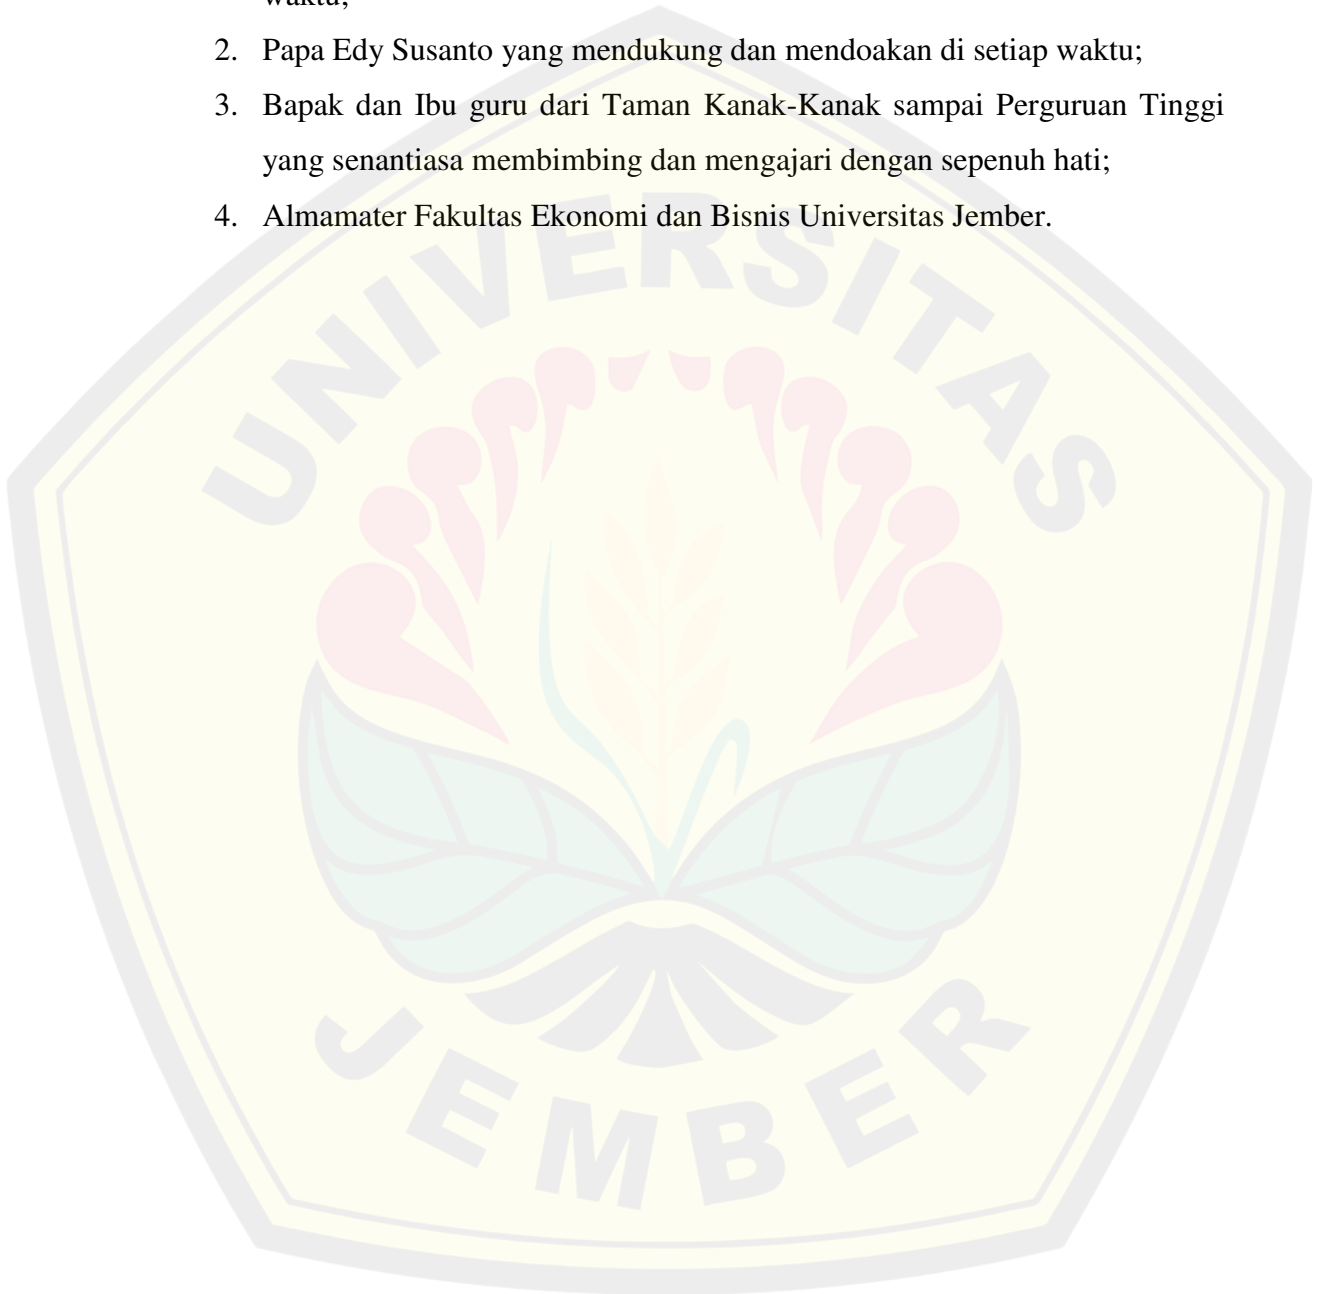 waktu;
2. Papa Edy Susanto yang mendukung dan mendoakan di setiap waktu;
3. Bapak dan Ibu guru dari Taman Kanak-Kanak sampai Perguruan Tinggi
yang senantiasa membimbing dan mengajari dengan sepenuh hati;
4. Almamater Fakultas Ekonomi dan Bisnis Universitas Jember.
UNIVERSITAS
JEMBER